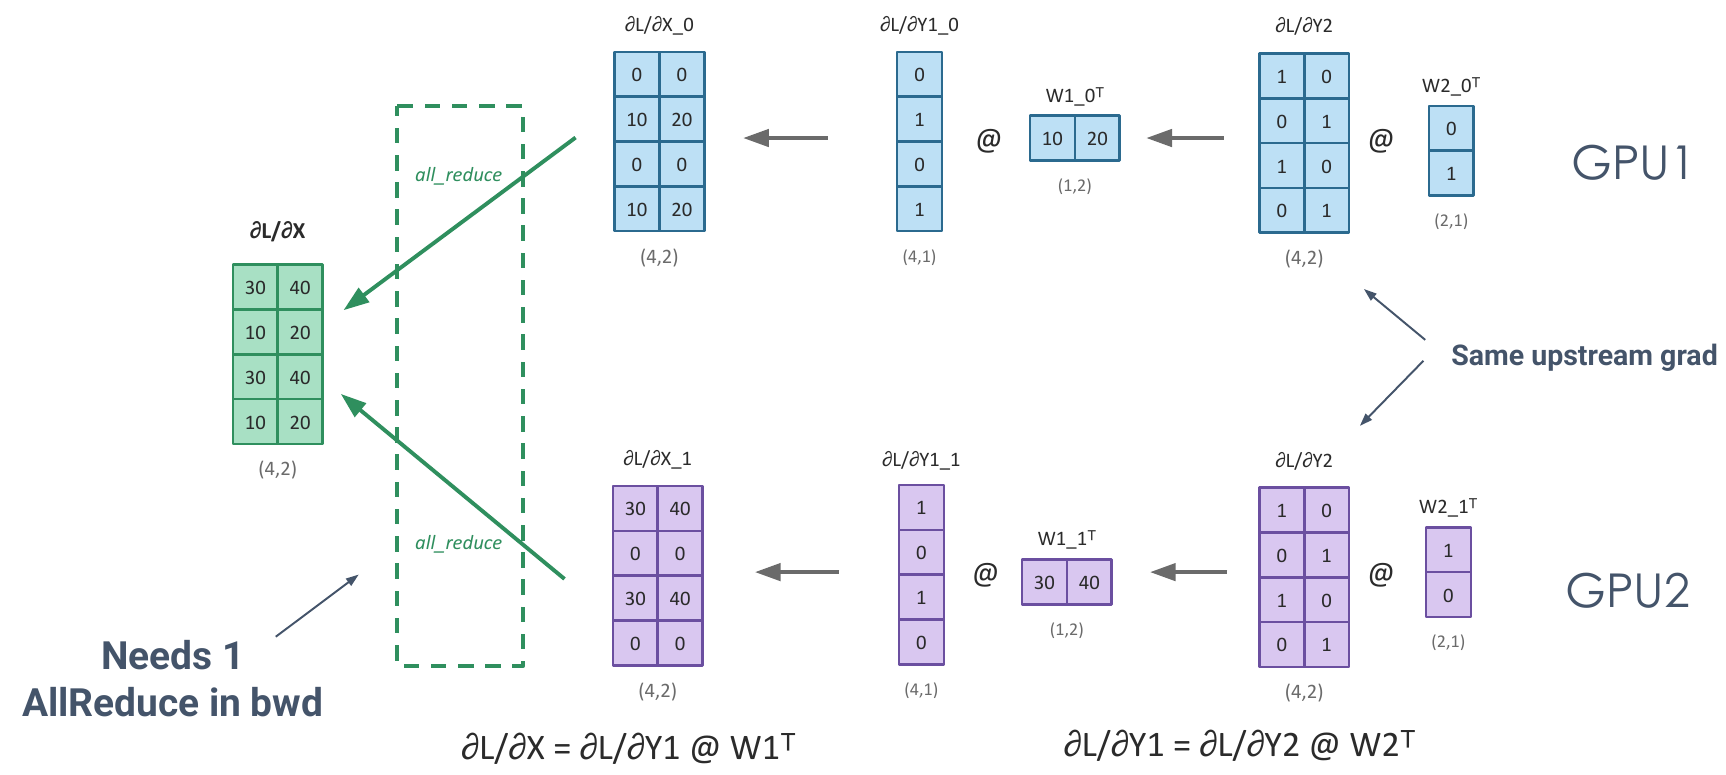 ∂L/∂X_0
∂L/∂Y1_0
∂L/∂Y2
0 0
10 20
0 0
10 20
(4,2)
0
1
0
1
(4,1)
@
W1_0ᵀ
10 20
(1,2)
1 0
0 1
1 0
0 1
(4,2)
@
W2_0ᵀ
0
1
(2,1)
GPU1
all_reduce
∂L/∂X
30 40
10 20
30 40
10 20
(4,2)
Same upstream grad
∂L/∂X_1
∂L/∂Y1_1
∂L/∂Y2
30 40
0 0
30 40
0 0
(4,2)
1
0
1
0
(4,1)
@
W1_1ᵀ
30 40
(1,2)
1 0
0 1
1 0
0 1
(4,2)
@
W2_1ᵀ
1
0
(2,1)
GPU2
all_reduce
Needs 1
AllReduce in bwd
∂L/∂X = ∂L/∂Y1 @ W1ᵀ
∂L/∂Y1 = ∂L/∂Y2 @ W2ᵀ